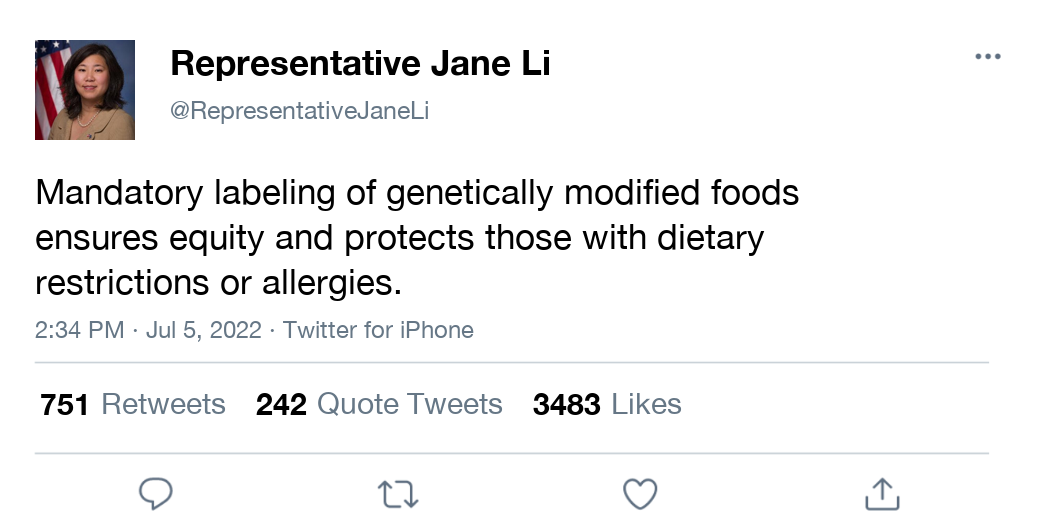 Representative Jane Li
@RepresentativeJaneLi
Mandatory labeling of genetically modified foods
ensures equity and protects those with dietary
restrictions or allergies.
2:34 PM · Jul 5, 2022 · Twitter for iPhone
751 Retweets 242 Quote Tweets 3483 Likes